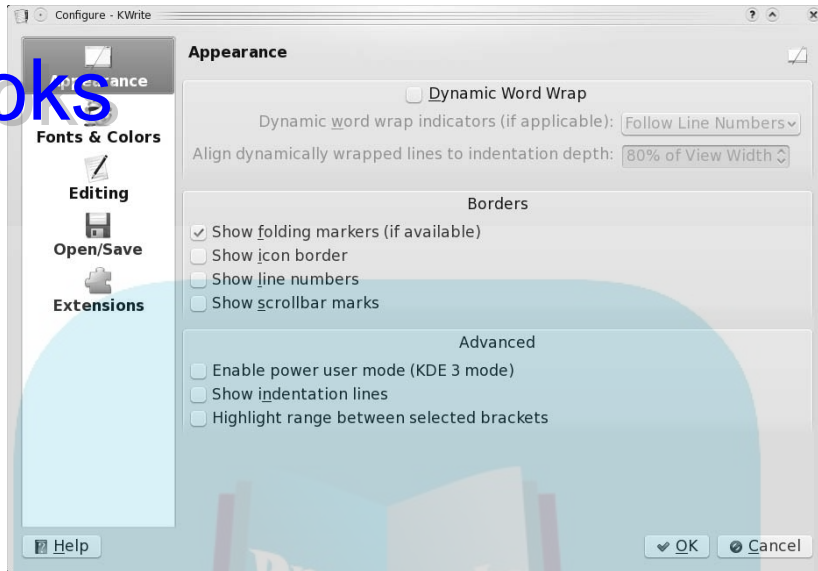 Configure - KWrite
Appearance
oks
Fonts & Colors
Editing
Open/Save
Extensions
Appearance
Dynamic Word Wrap
Dynamic word wrap indicators (if applicable): Follow Line Numbers
Align dynamically wrapped lines to indentation depth: 80% of View Width
Borders
Show folding markers (if available)
Show icon border
Show line numbers
Show scrollbar marks
Advanced
Enable power user mode (KDE 3 mode)
Show indentation lines
Highlight range between selected brackets
Help
OK
Cancel